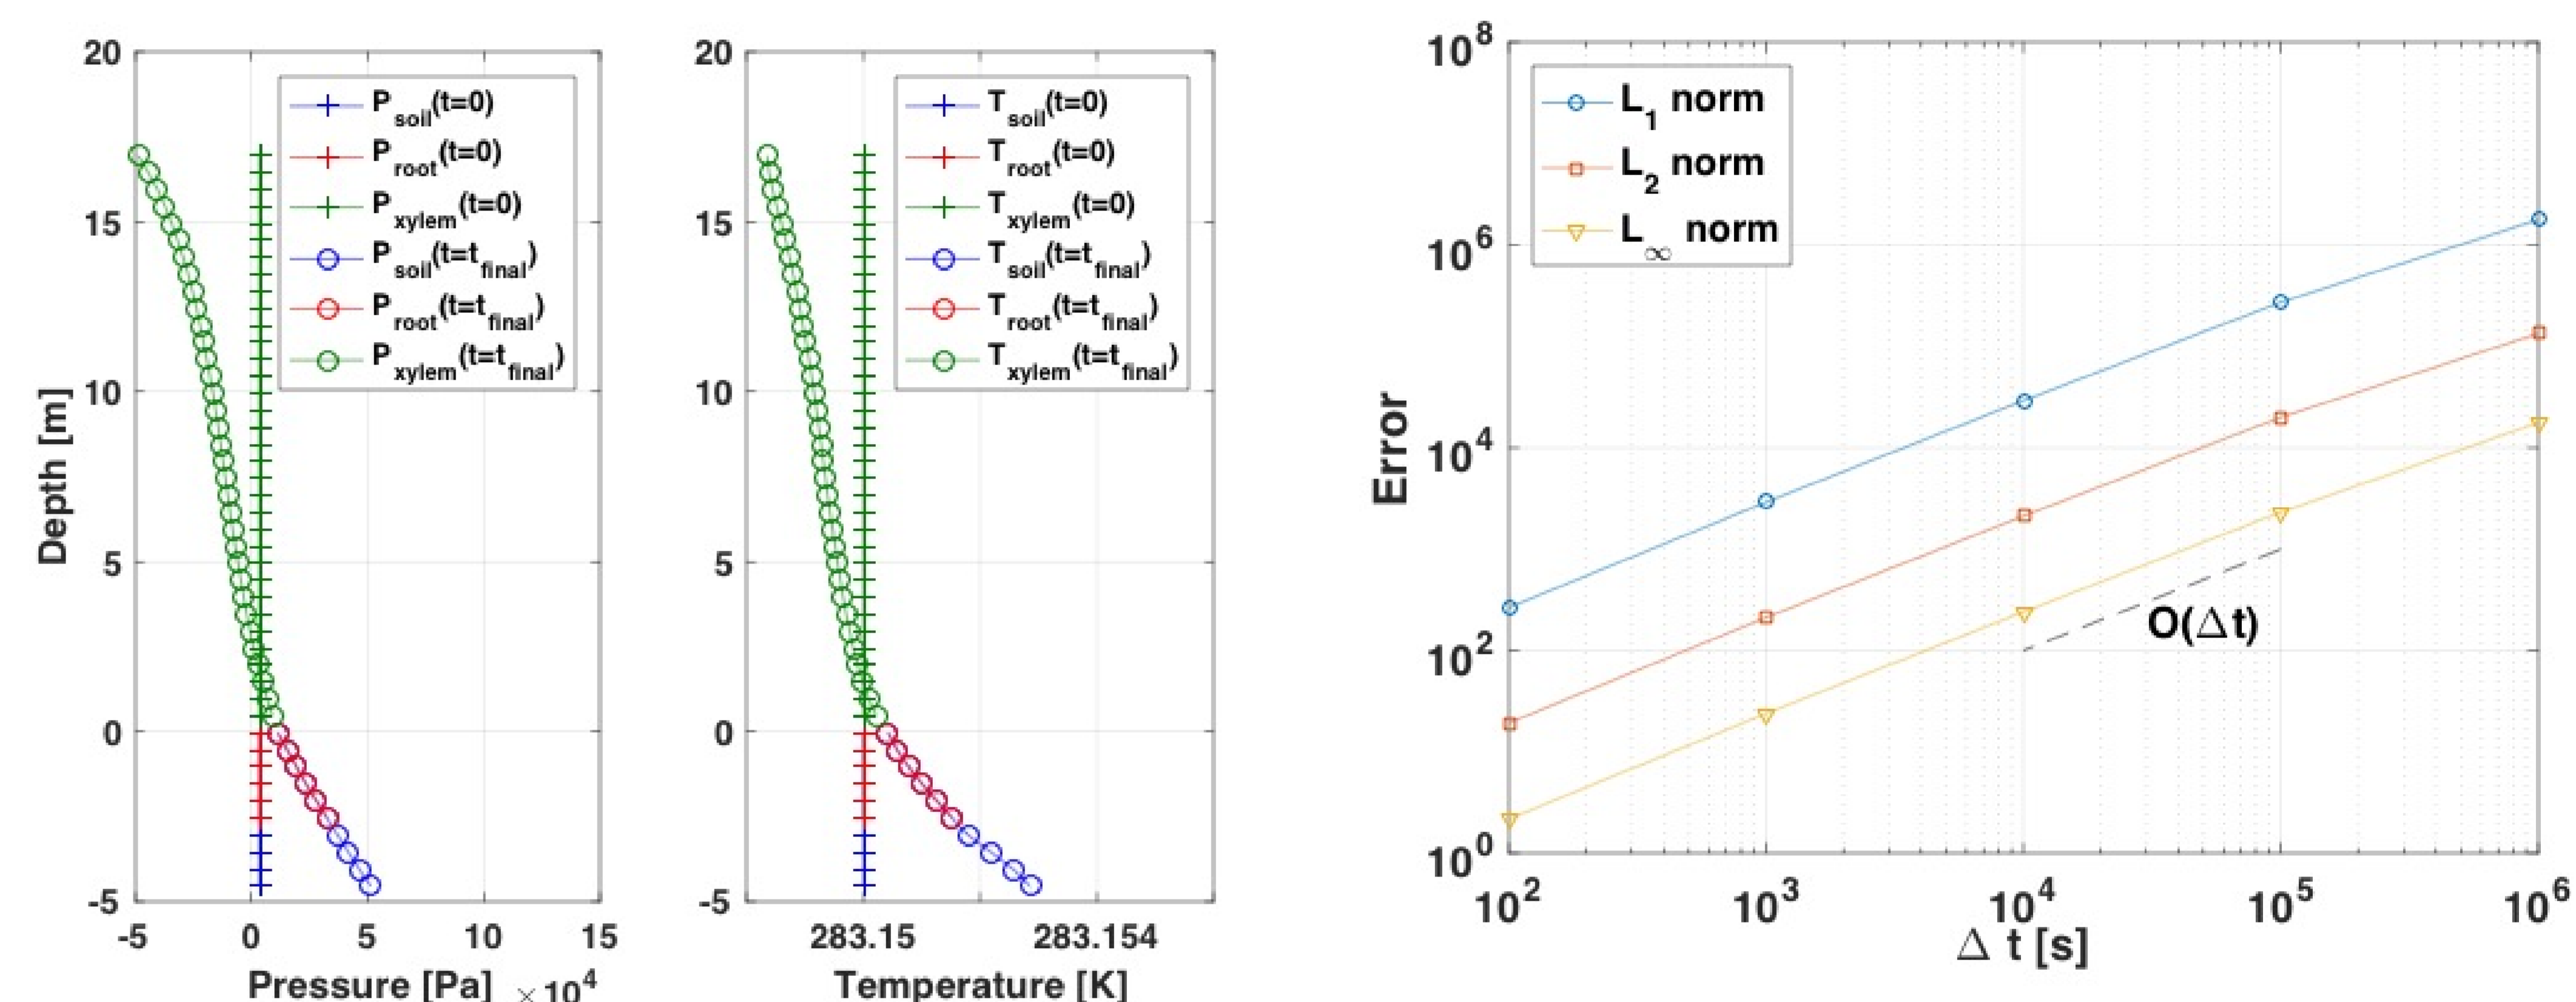 20
15
10
5
0
-5
Depth [m]
-5 0 5 10 15
Pressure [Pa] ×10^4
P_soil(t=0)
P_root(t=0)
P_xylem(t=0)
P_soil(t=t_final)
P_root(t=t_final)
P_xylem(t=t_final)
20
15
10
5
0
-5
283.15 283.154
Temperature [K]
T_soil(t=0)
T_root(t=0)
T_xylem(t=0)
T_soil(t=t_final)
T_root(t=t_final)
T_xylem(t=t_final)
10^8
10^6
10^4
10^2
10^0
Error
L_1 norm
L_2 norm
L_∞ norm
O(Δt)
10^2 10^3 10^4 10^5 10^6
Δ t [s]